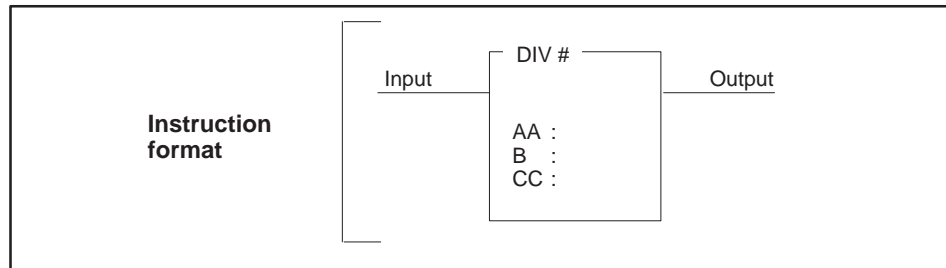 DIV #
Input
Output
Instruction
format
AA :
B :
CC :